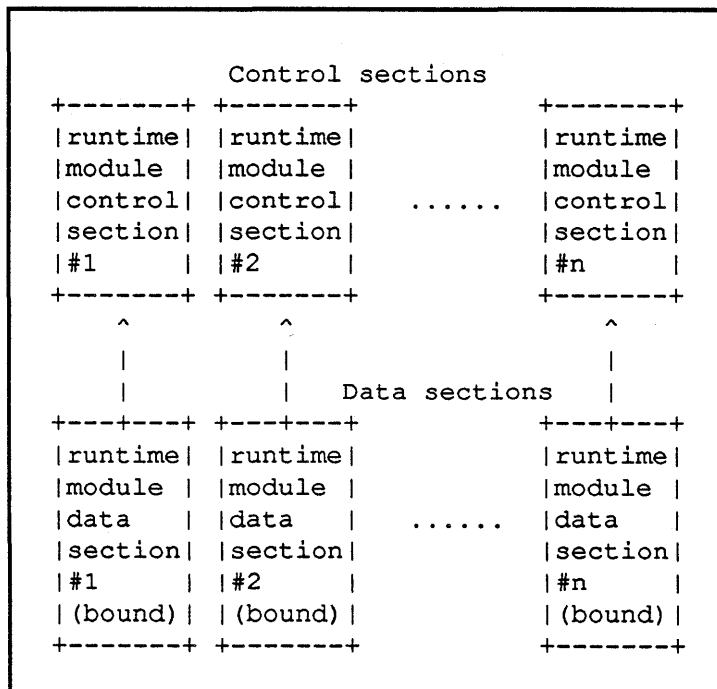 Control sections
+-------+ +-------+ +-------+
|runtime| |runtime| |runtime|
|module | |module | |module |
|control| |control| ...... |control|
|section| |section| |section|
|#1 | |#2 | |#n |
+-------+ +-------+ +-------+
^ ^ ^
| | |
| | Data sections |
+---+---+ +---+---+ +---+---+
|runtime| |runtime| |runtime|
|module | |module | |module |
|data | |data | ...... |data |
|section| |section| |section|
|#1 | |#2 | |#n |
|(bound)| |(bound)| |(bound)|
+-------+ +-------+ +-------+